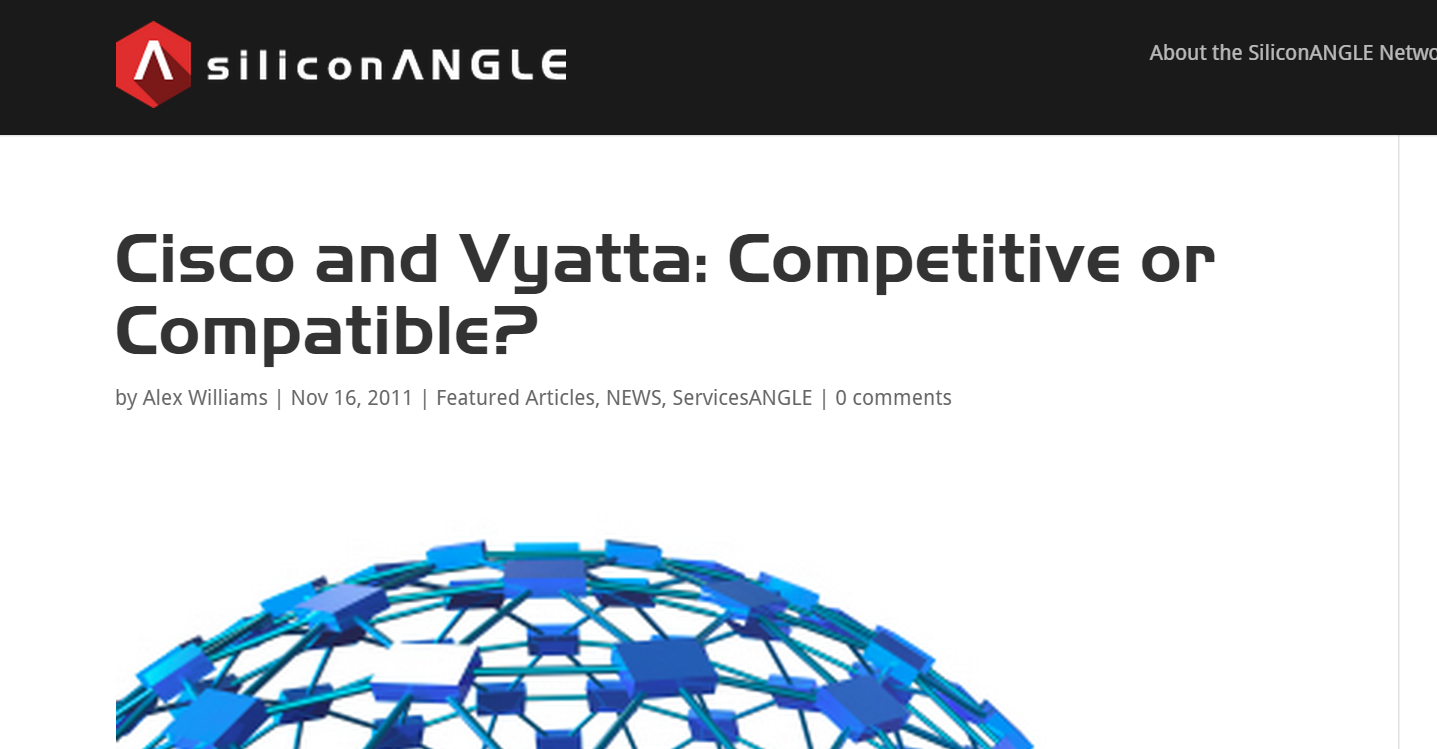 siliconANGLE
About the SiliconANGLE
Cisco and Vyatta: Competitive or
Compatible?
by Alex Williams | Nov 16, 2011 | Featured Articles, NEWS, ServicesANGLE | 0 comments